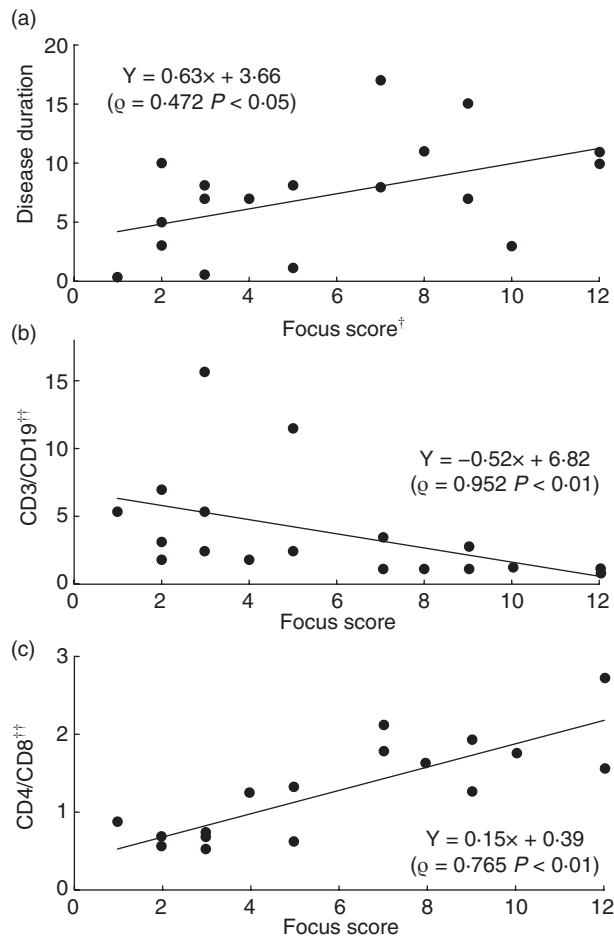 (a)
20
15
10
5
0
Disease duration
Y = 0·63× + 3·66
(ϱ = 0·472 P < 0·05)
0 2 4 6 8 10 12
Focus score†
(b)
15
10
5
0
CD3/CD19††
Y = −0·52× + 6·82
(ϱ = 0·952 P < 0·01)
0 2 4 6 8 10 12
Focus score
(c)
3
2
1
0
CD4/CD8††
Y = 0·15× + 0·39
(ϱ = 0·765 P < 0·01)
0 2 4 6 8 10 12
Focus score